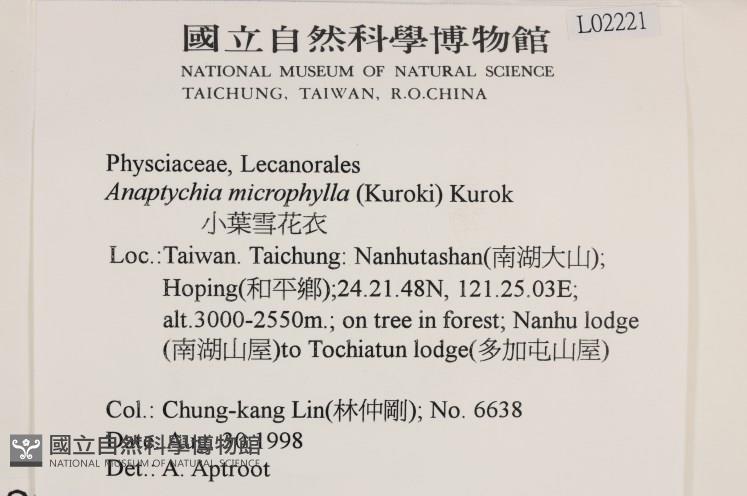 國立自然科學博物館
L02221
NATIONAL MUSEUM OF NATURAL SCIENCE
TAICHUNG, TAIWAN, R.O.CHINA
Physciaceae, Lecanorales
Anaptychia microphylla (Kuroki) Kurok
小葉雪花衣
Loc.:Taiwan. Taichung: Nanhutashan(南湖大山);
Hoping(和平鄉);24.21.48N, 121.25.03E;
alt.3000-2550m.; on tree in forest; Nanhu lodge
(南湖山屋)to Tochiatun lodge(多加屯山屋)
Col.: Chung-kang Lin(林仲剛); No. 6638
Date: Aug. 30,1998
國立自然科學博物館
NATIONAL MUSEUM OF NATURAL SCIENCE
Det.: A. Aptroot